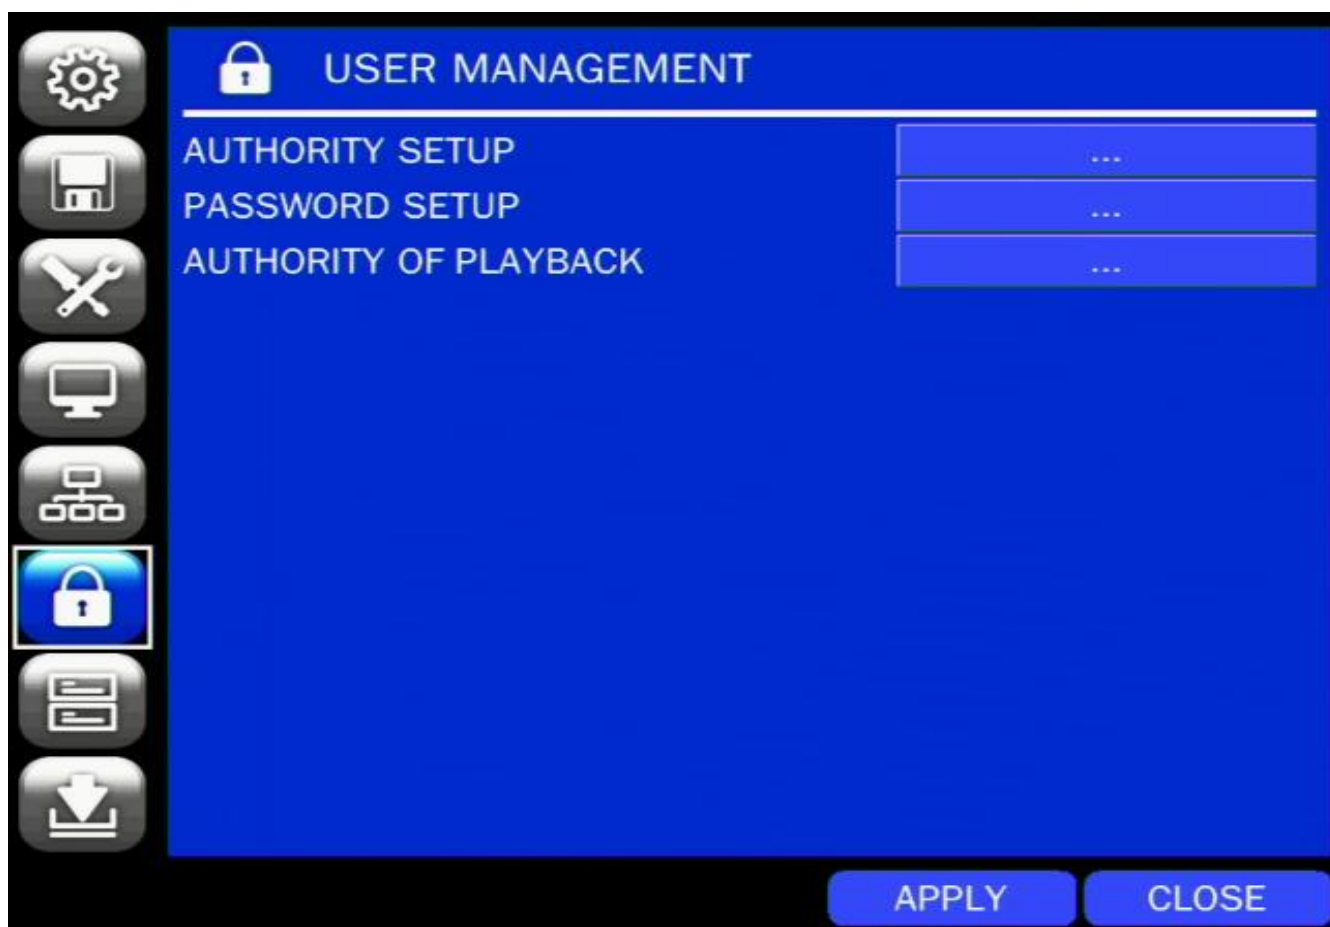 USER MANAGEMENT
AUTHORITY SETUP ...
PASSWORD SETUP ...
AUTHORITY OF PLAYBACK ...
APPLY CLOSE